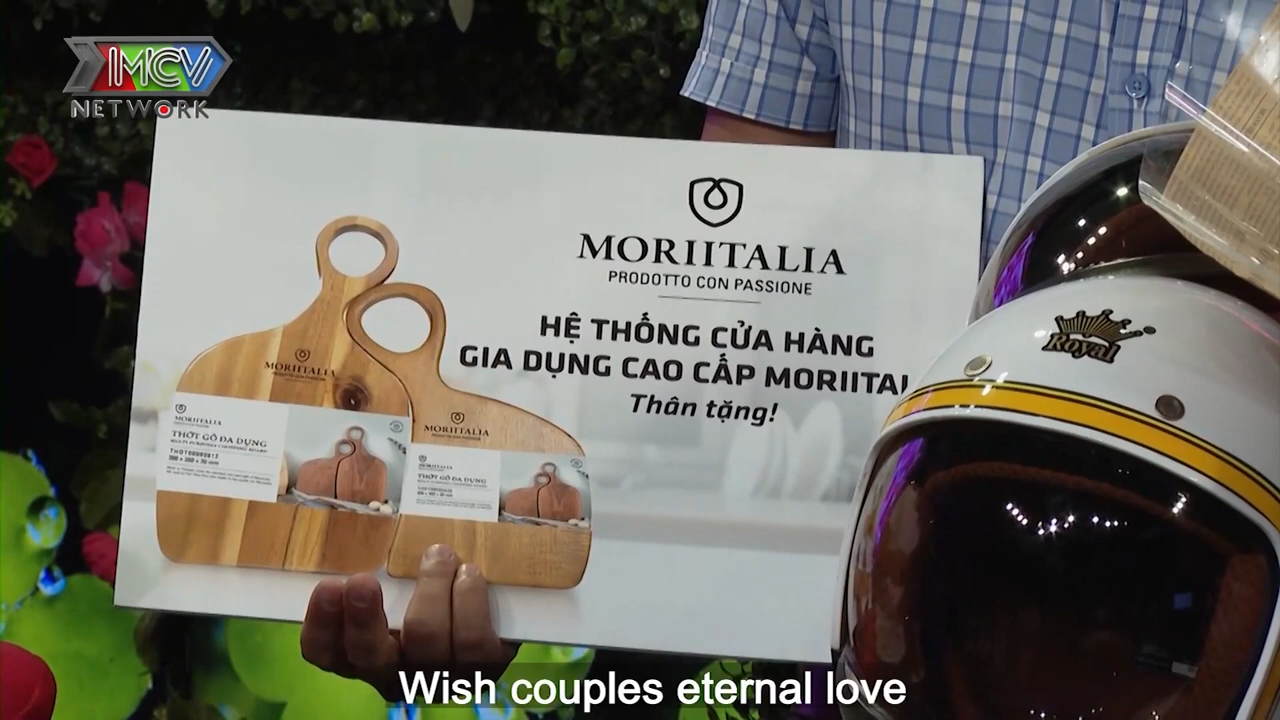 MCV
NETWORK
MORIITALIA
PRODOTTO CON PASSIONE
HỆ THỐNG CỬA HÀNG
GIA DỤNG CAO CẤP MORIITAL
Thân tặng!
MORIITALIA
MORIITALIA
MORIITALIA
THỚT GỖ ĐA DỤNG
MORIITALIA
THỚT GỖ ĐA DỤNG
Royal
Wish couples eternal love